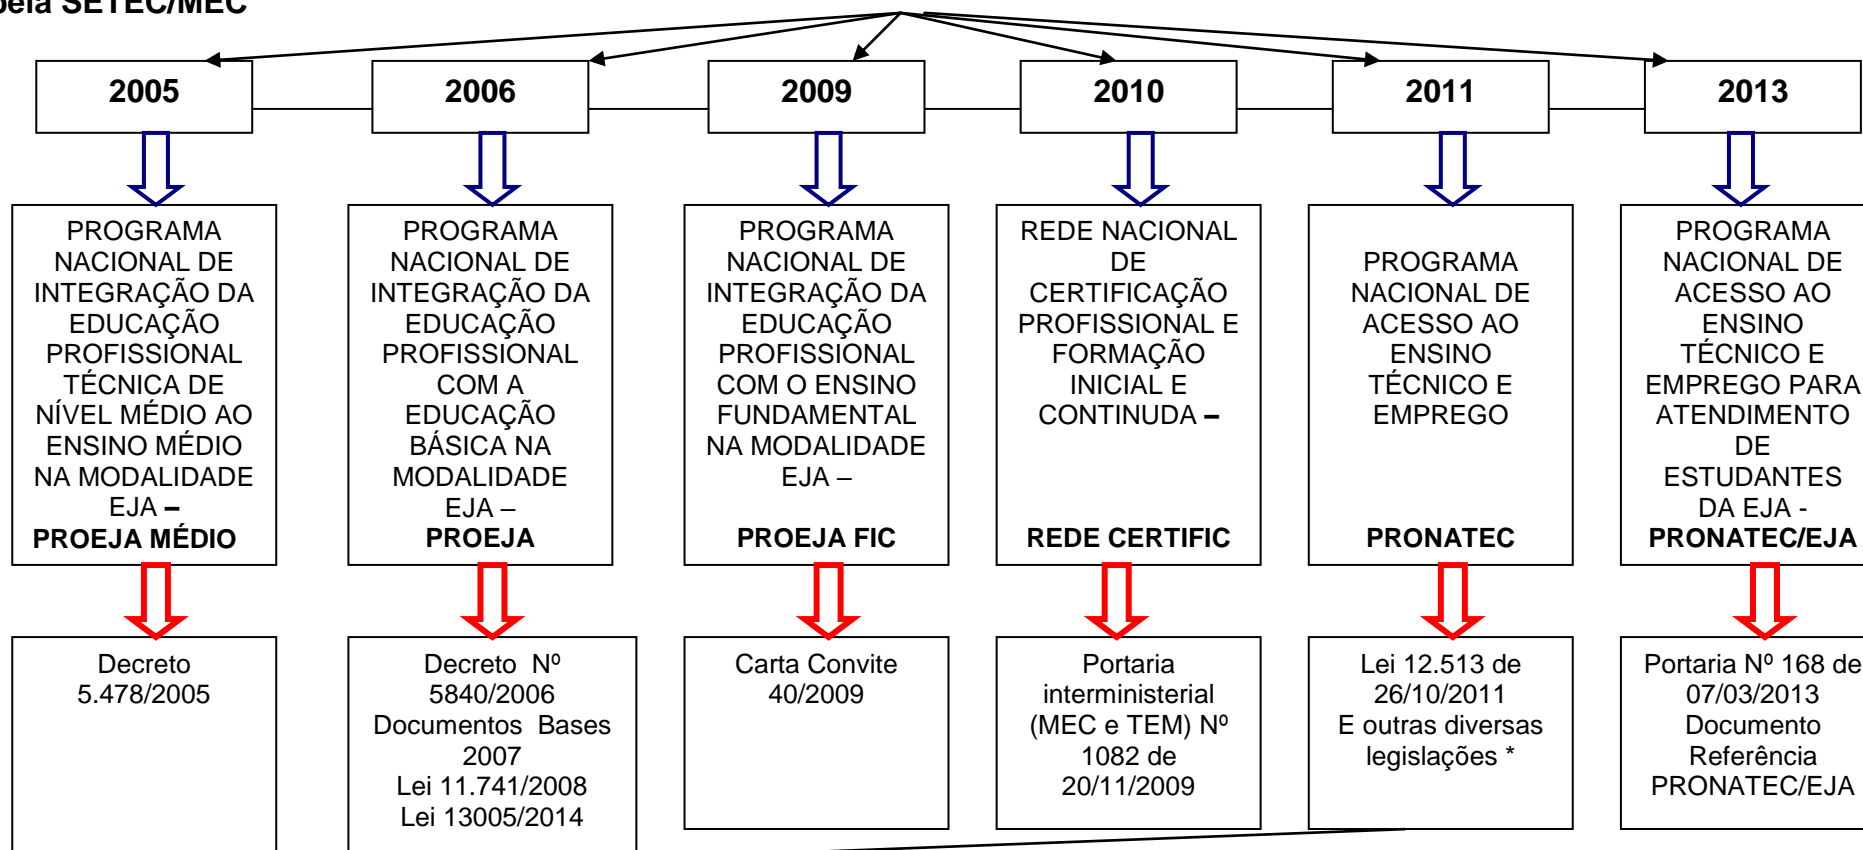 pela SETEC/MEC
2005
2006
2009
2010
2011
2013
PROGRAMA
NACIONAL DE
INTEGRAÇÃO DA
EDUCAÇÃO
PROFISSIONAL
TÉCNICA DE
NÍVEL MÉDIO AO
ENSINO MÉDIO
NA MODALIDADE
EJA –
PROEJA MÉDIO
PROGRAMA
NACIONAL DE
INTEGRAÇÃO DA
EDUCAÇÃO
PROFISSIONAL
COM A
EDUCAÇÃO
BÁSICA NA
MODALIDADE
EJA –
PROEJA
PROGRAMA
NACIONAL DE
INTEGRAÇÃO DA
EDUCAÇÃO
PROFISSIONAL
COM O ENSINO
FUNDAMENTAL
NA MODALIDADE
EJA –
PROEJA FIC
REDE NACIONAL
DE
CERTIFICAÇÃO
PROFISSIONAL E
FORMAÇÃO
INICIAL E
CONTINUDA –
REDE CERTIFIC
PROGRAMA
NACIONAL DE
ACESSO AO
ENSINO
TÉCNICO E
EMPREGO
PRONATEC
PROGRAMA
NACIONAL DE
ACESSO AO
ENSINO
TÉCNICO E
EMPREGO PARA
ATENDIMENTO
DE
ESTUDANTES
DA EJA -
PRONATEC/EJA
Decreto
5.478/2005
Decreto Nº
5840/2006
Documentos Bases
2007
Lei 11.741/2008
Lei 13005/2014
Carta Convite
40/2009
Portaria
interministerial
(MEC e TEM) Nº
1082 de
20/11/2009
Lei 12.513 de
26/10/2011
E outras diversas
legislações *
Portaria Nº 168 de
07/03/2013
Documento
Referência
PRONATEC/EJA